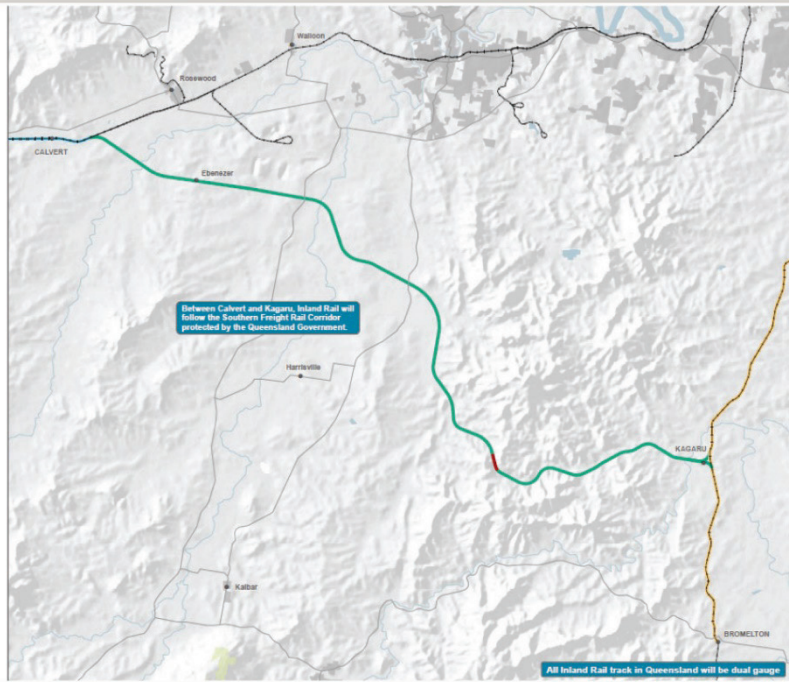 Walloon
Rosewood
CALVERT
Ebenezer
Between Calvert and Kagaru, Inland Rail will
follow the Southern Freight Rail Corridor
protected by the Queensland Government.
Harrisville
KAGARU
Kalbar
BROMELTON
All Inland Rail track in Queensland will be dual gauge